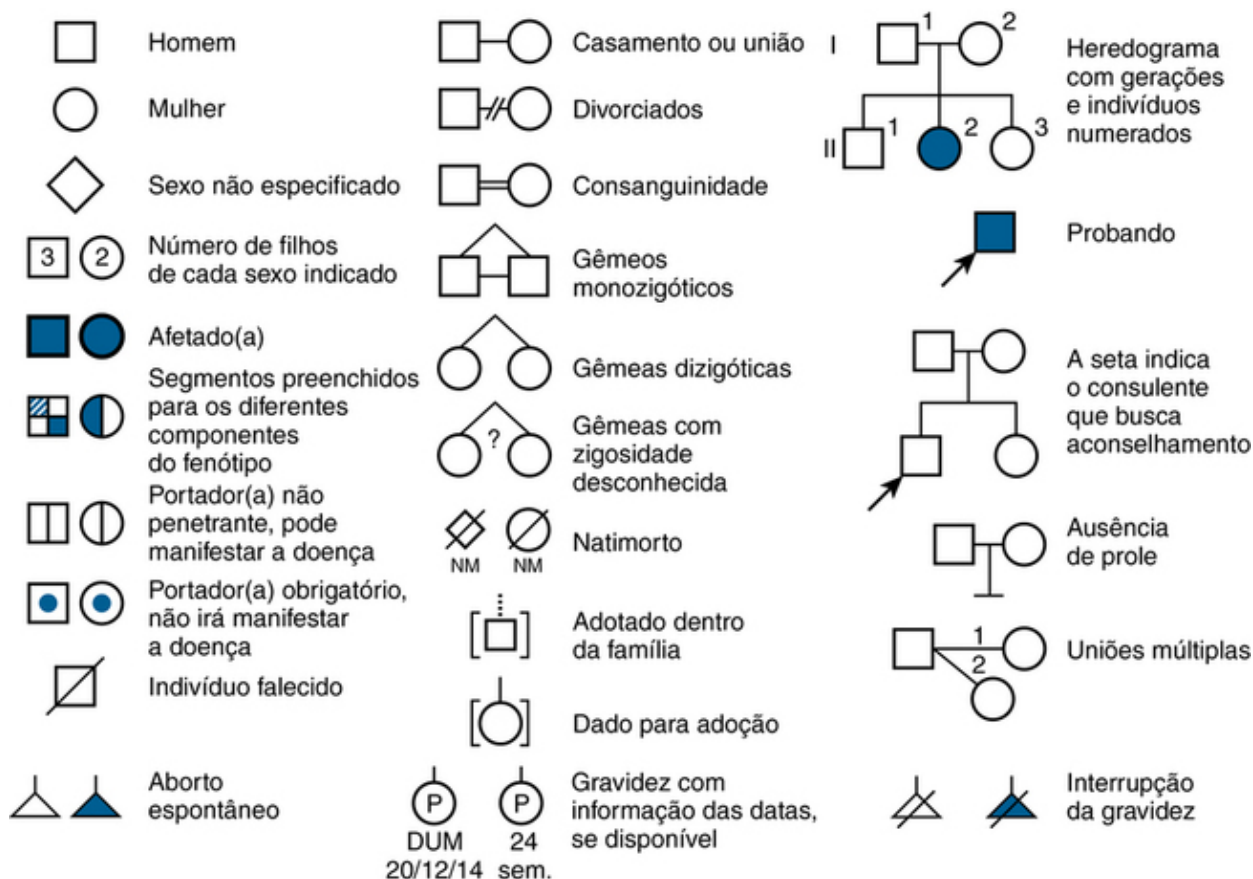 Homem
Mulher
Sexo não especificado
3 2
Número de filhos
de cada sexo indicado
Afetado(a)
Segmentos preenchidos
para os diferentes
componentes
do fenótipo
Portador(a) não
penetrante, pode
manifestar a doença
Portador(a) obrigatório,
não irá manifestar
a doença
Indivíduo falecido
Aborto
espontâneo
Casamento ou união
Divorciados
Consanguinidade
Gêmeos
monozigóticos
Gêmeas dizigóticas
?
Gêmeas com
zigosidade
desconhecida
NM NM
Natimorto
Adotado dentro
da família
Dado para adoção
P P
DUM 24
20/12/14 sem.
Gravidez com
informação das datas,
se disponível
I 1 2
II 1 2 3
Heredograma
com gerações
e indivíduos
numerados
Probando
A seta indica
o consulente
que busca
aconselhamento
Ausência
de prole
1
2
Uniões múltiplas
Interrupção
da gravidez